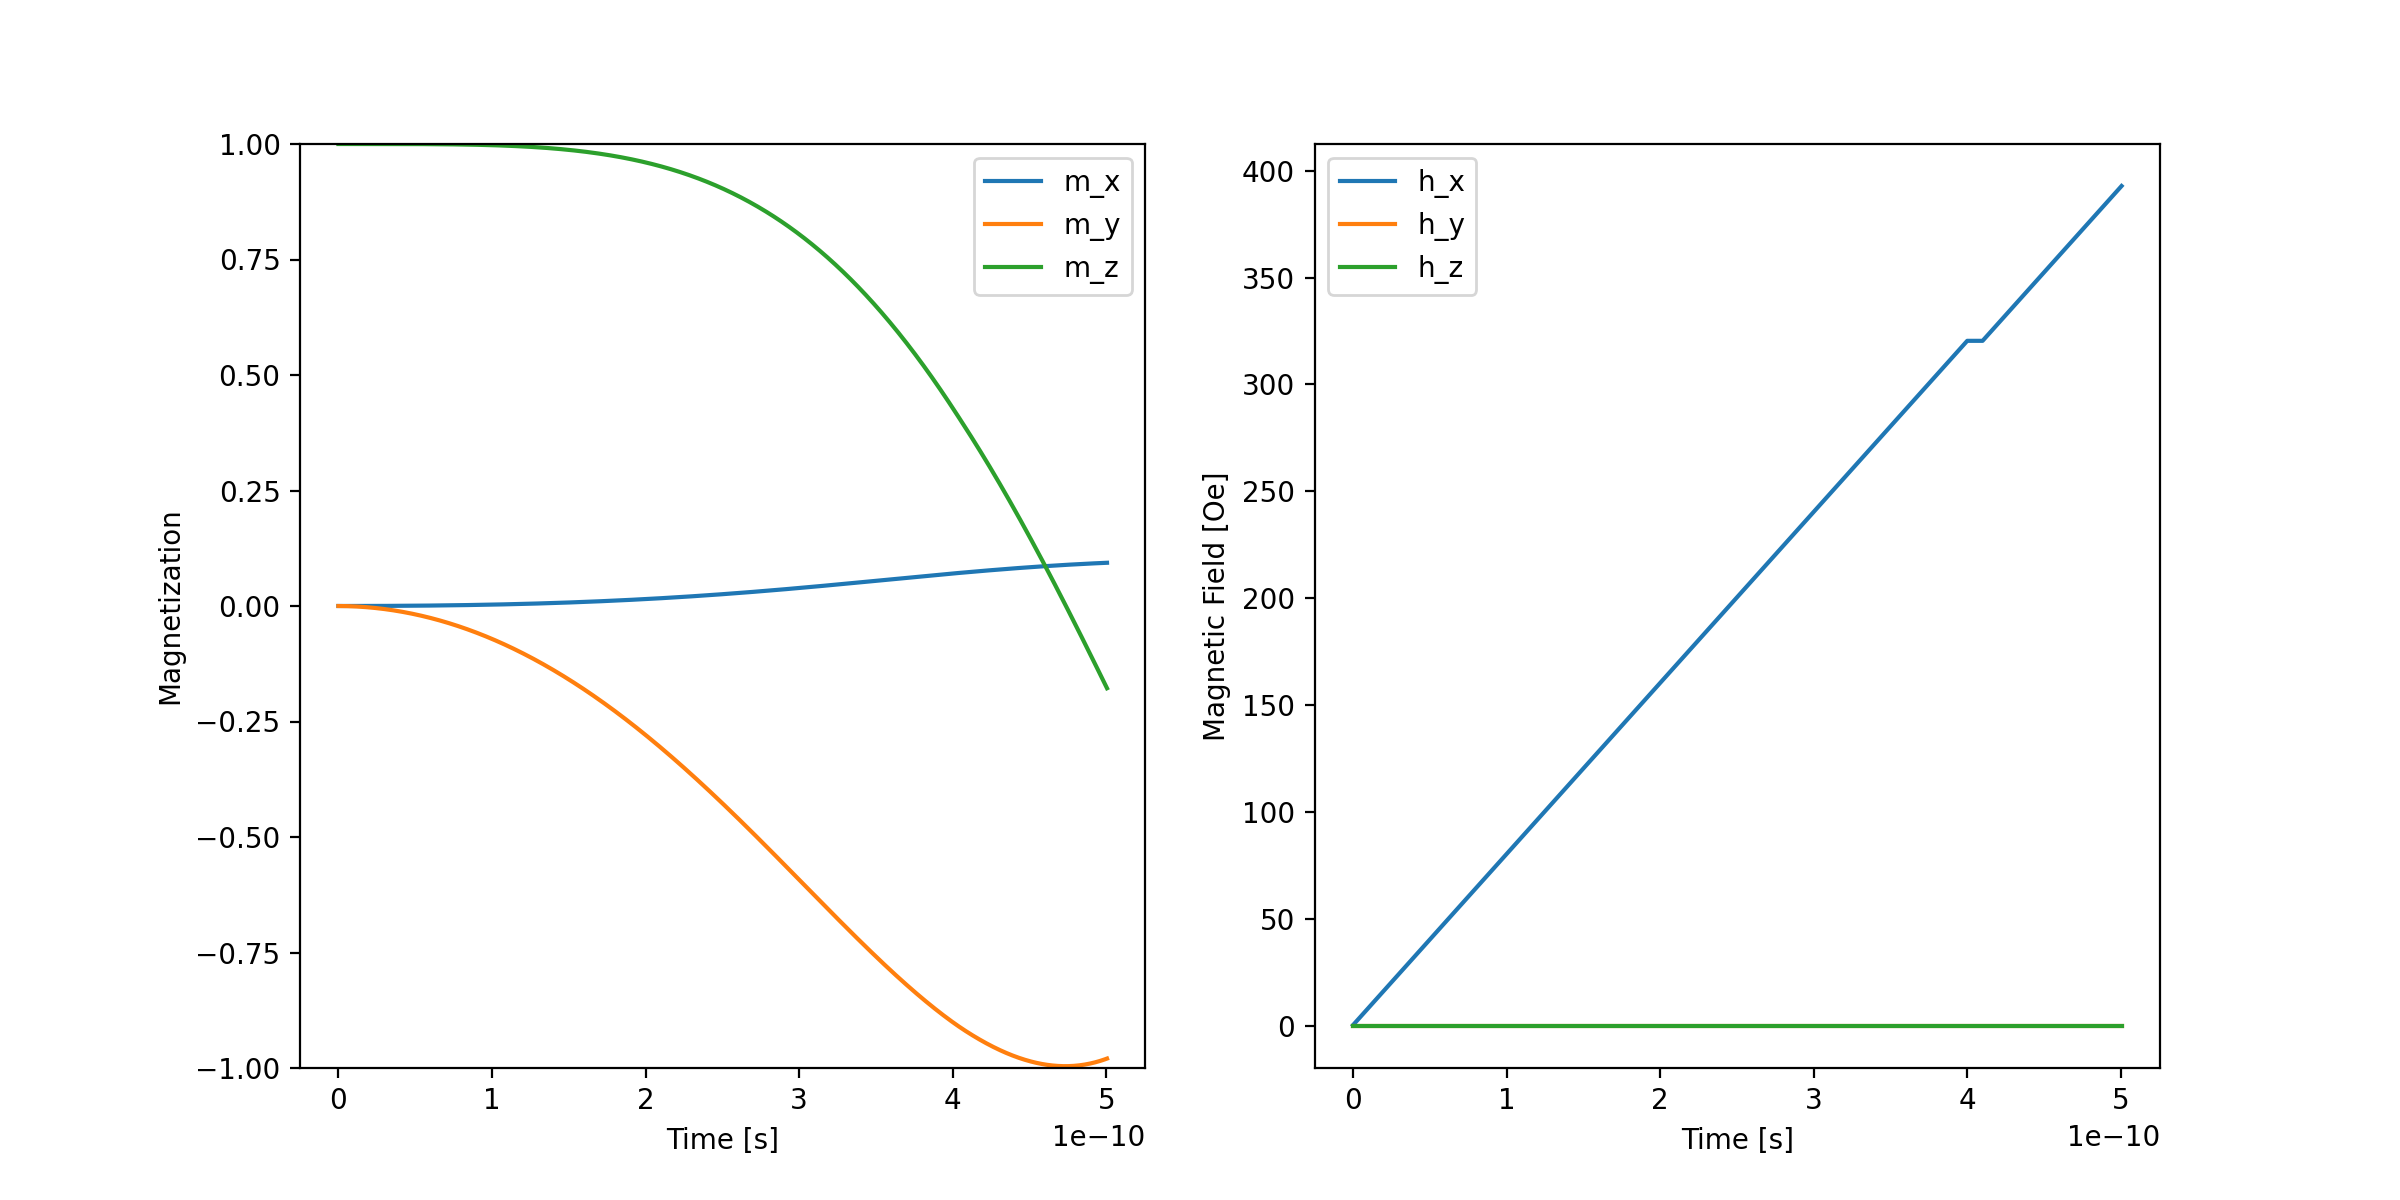 1.00
0.75
0.50
0.25
0.00
−0.25
−0.50
−0.75
−1.00
Magnetization
0 1 2 3 4 5
1e−10
Time [s]
m_x
m_y
m_z
400
350
300
250
200
150
100
50
0
Magnetic Field [Oe]
0 1 2 3 4 5
1e−10
Time [s]
h_x
h_y
h_z